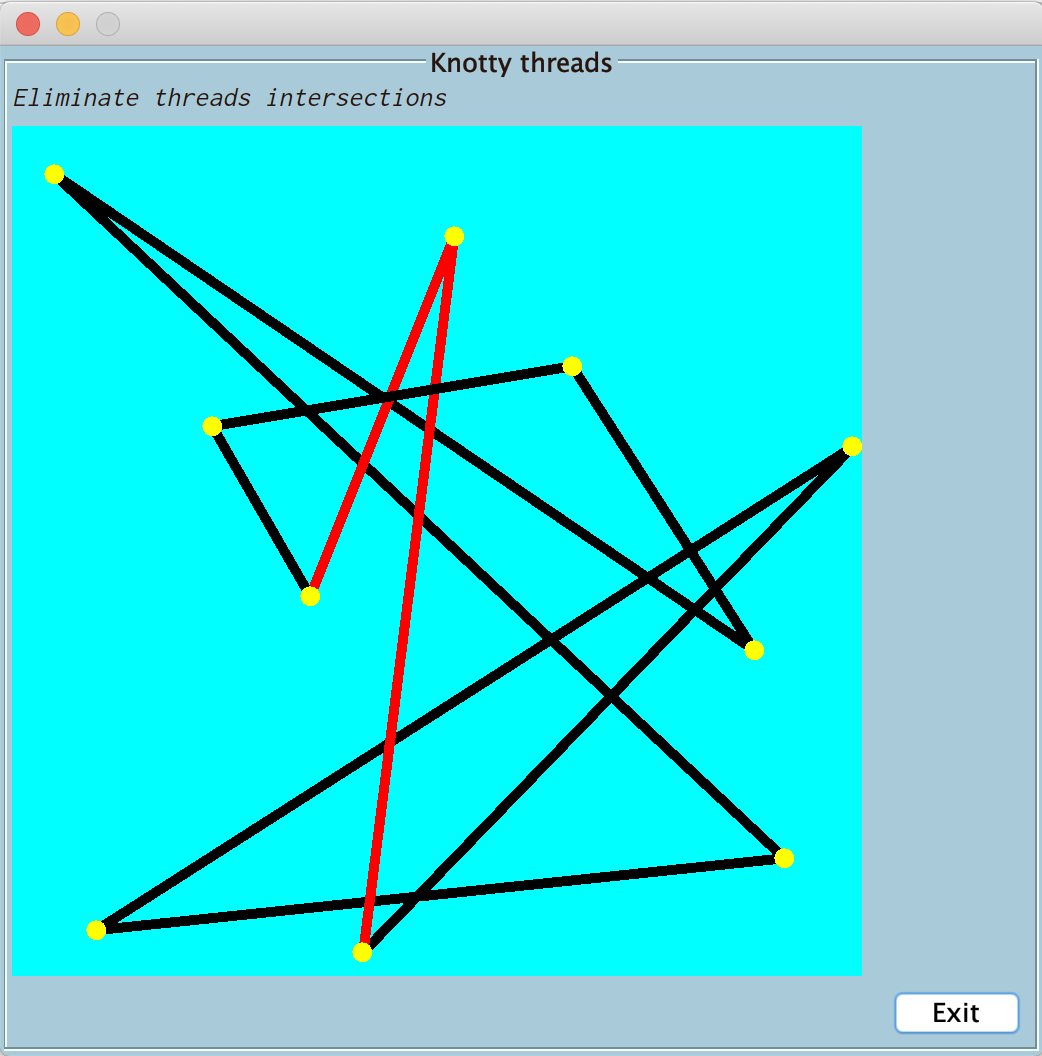 Knotty threads
Eliminate threads intersections
Exit